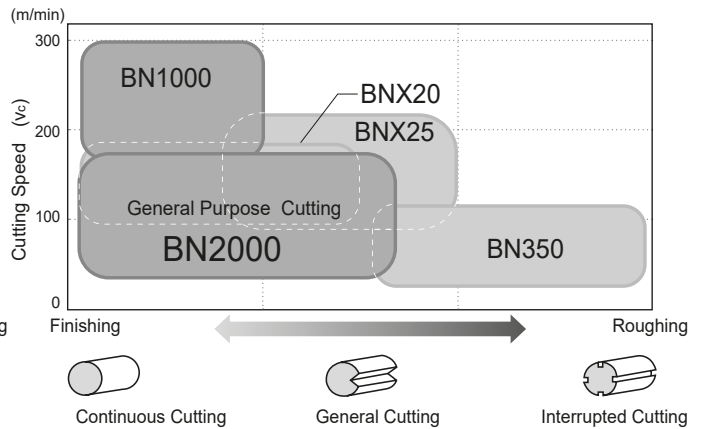 (m/min)
300
BN1000
BNX20
BNX25
200
Cutting Speed (vc)
General Purpose Cutting
100
BN2000
BN350
0
g Finishing
Roughing
Continuous Cutting
General Cutting
Interrupted Cutting